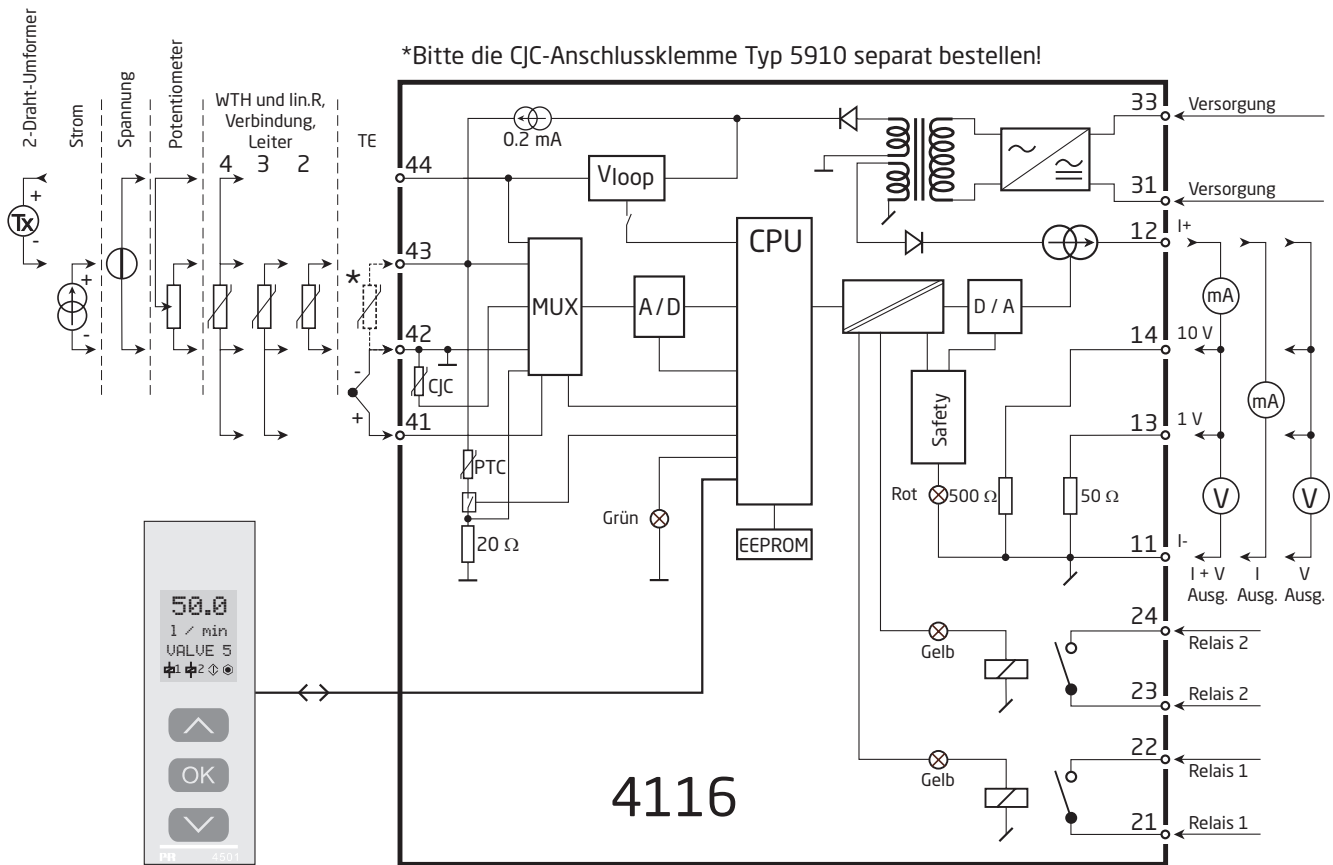 *Bitte die CJC-Anschlussklemme Typ 5910 separat bestellen!
2-Draht-Umformer
Strom
Spannung
Potentiometer
WTH und lin.R,
Verbindung,
Leiter
4 3 2
TE
+
Tx
-
+
-
*
-
+
44
43
42
41
0.2 mA
Vloop
MUX
A/D
CPU
EEPROM
CJC
PTC
20 Ω
Grün
D / A
Safety
Rot
500 Ω
50 Ω
Gelb
Gelb
33
Versorgung
31
Versorgung
12
I+
14
10 V
13
1 V
11
I-
mA
mA
V
V
I + V
Ausg.
I
Ausg.
V
Ausg.
24
Relais 2
23
Relais 2
22
Relais 1
21
Relais 1
4116
50.0
l / min
VALVE 5
1 2
OK
PR 4501